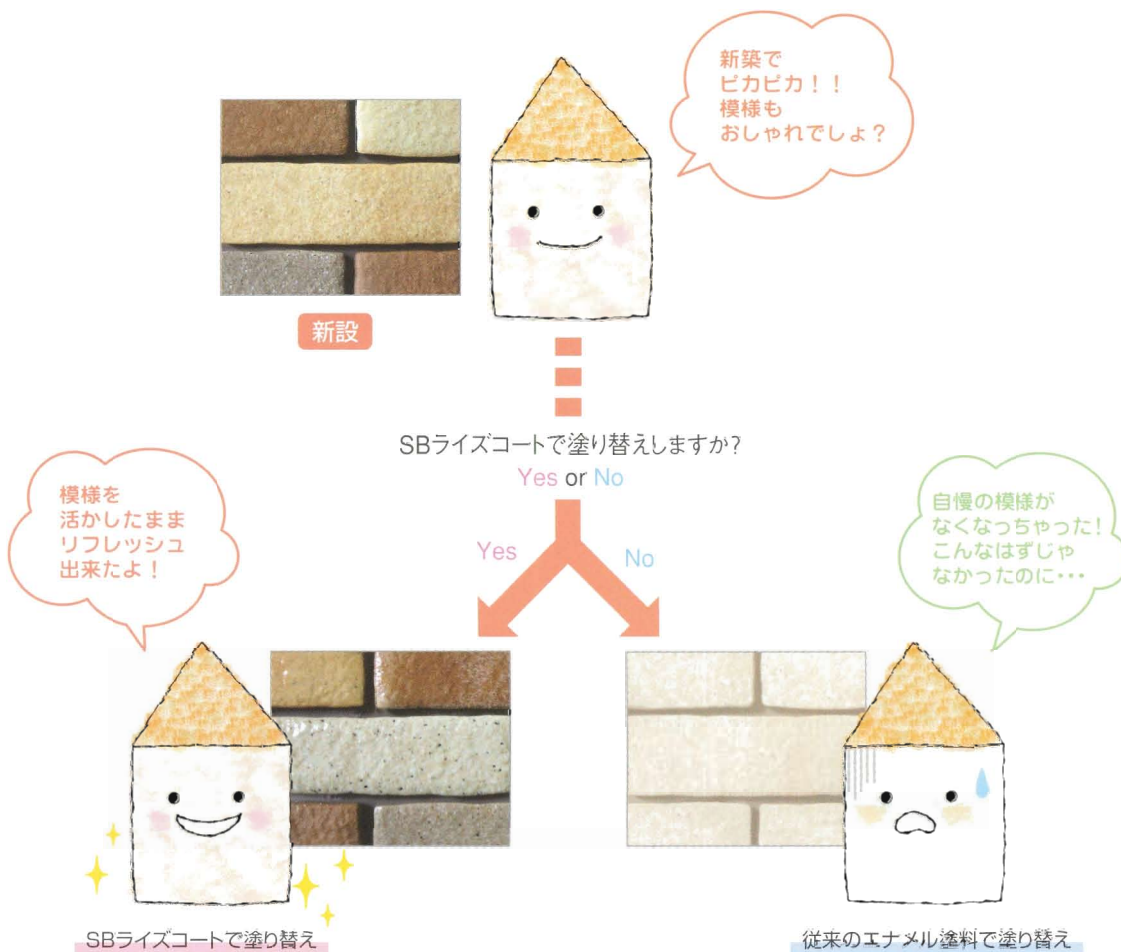 新築で
ピカピカ！！
模様も
おしゃれでしょ？
新設
SBライズコートで塗り替えしますか?
Yes or No
模様を
活かしたまま
リフレッシュ
出来たよ！
Yes
No
自慢の模様が
なくなっちゃった！
こんなはずじゃ
なかったのに・・・
SBライズコートで塗り替え
従来のエナメル塗料で塗り替え